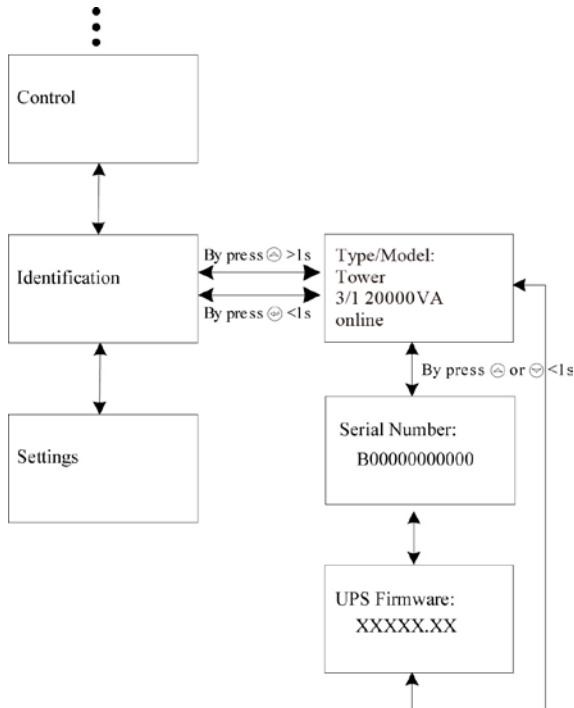 Control
Identification
By press >1s
By press <1s
Type/Model:
Tower
3/1 20000VA
online
By press or <1s
Settings
Serial Number:
B00000000000
UPS Firmware:
XXXXX.XX